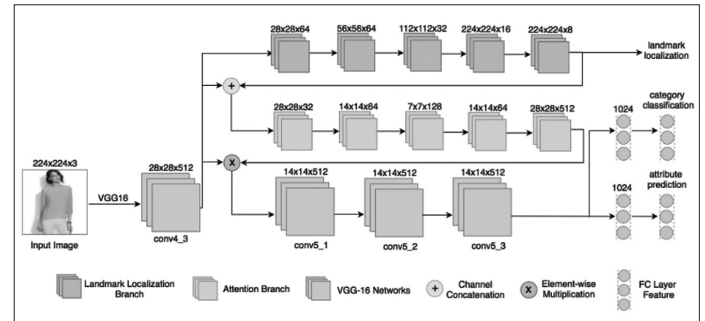 28x28x64 56x56x64 112x112x32 224x224x16 224x224x8
landmark
localization
+
28x28x32 14x14x64 7x7x128 14x14x64 28x28x512
1024
category
classification
224x224x3
28x28x512
VGG16
x
14x14x512 14x14x512 14x14x512
1024
attribute
prediction
Input Image
conv4_3
conv5_1 conv5_2 conv5_3
Landmark Localization
Branch
Attention Branch
VGG-16 Networks
+
Channel
Concatenation
x
Element-wise
Multiplication
FC Layer
Feature